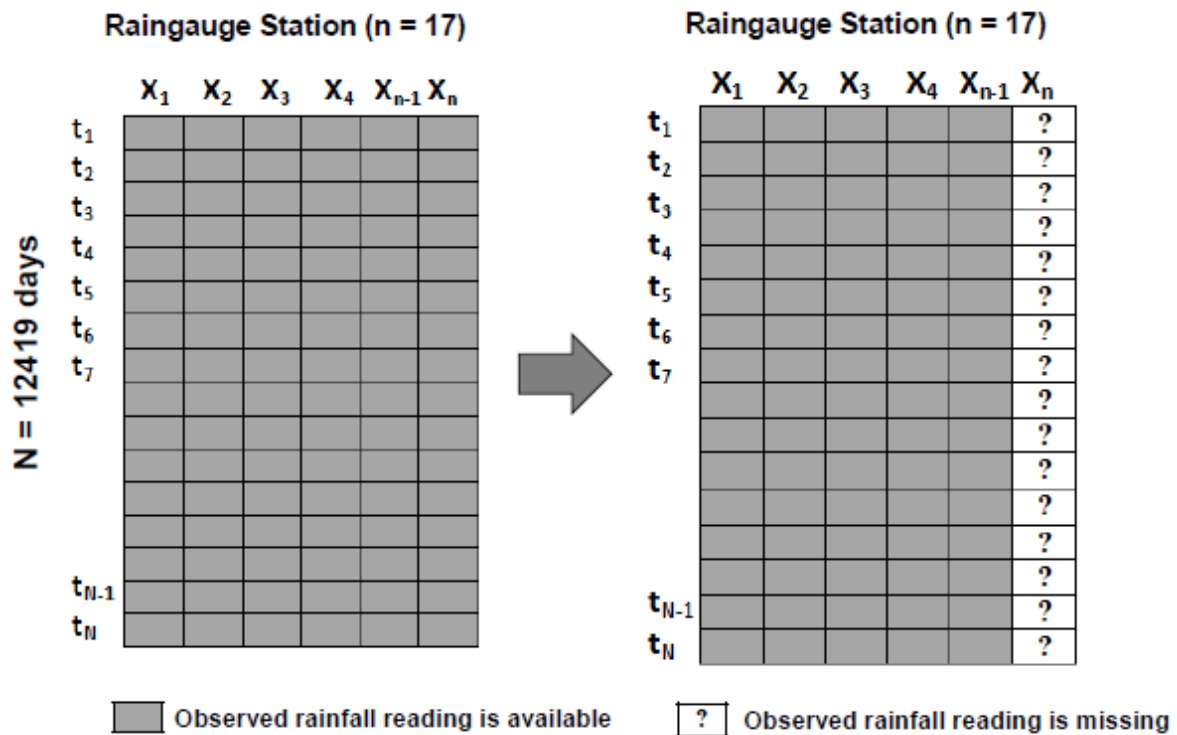 Raingauge Station (n = 17)
X1 X2 X3 X4 Xn-1 Xn
t1
t2
t3
t4
t5
t6
t7
tN-1
tN
N = 12419 days
Observed rainfall reading is available
Raingauge Station (n = 17)
X1 X2 X3 X4 Xn-1 Xn
t1 ?
t2 ?
t3 ?
?
t4 ?
t5 ?
t6 ?
t7 ?
?
?
?
?
?
?
tN-1 ?
tN ?
? Observed rainfall reading is missing